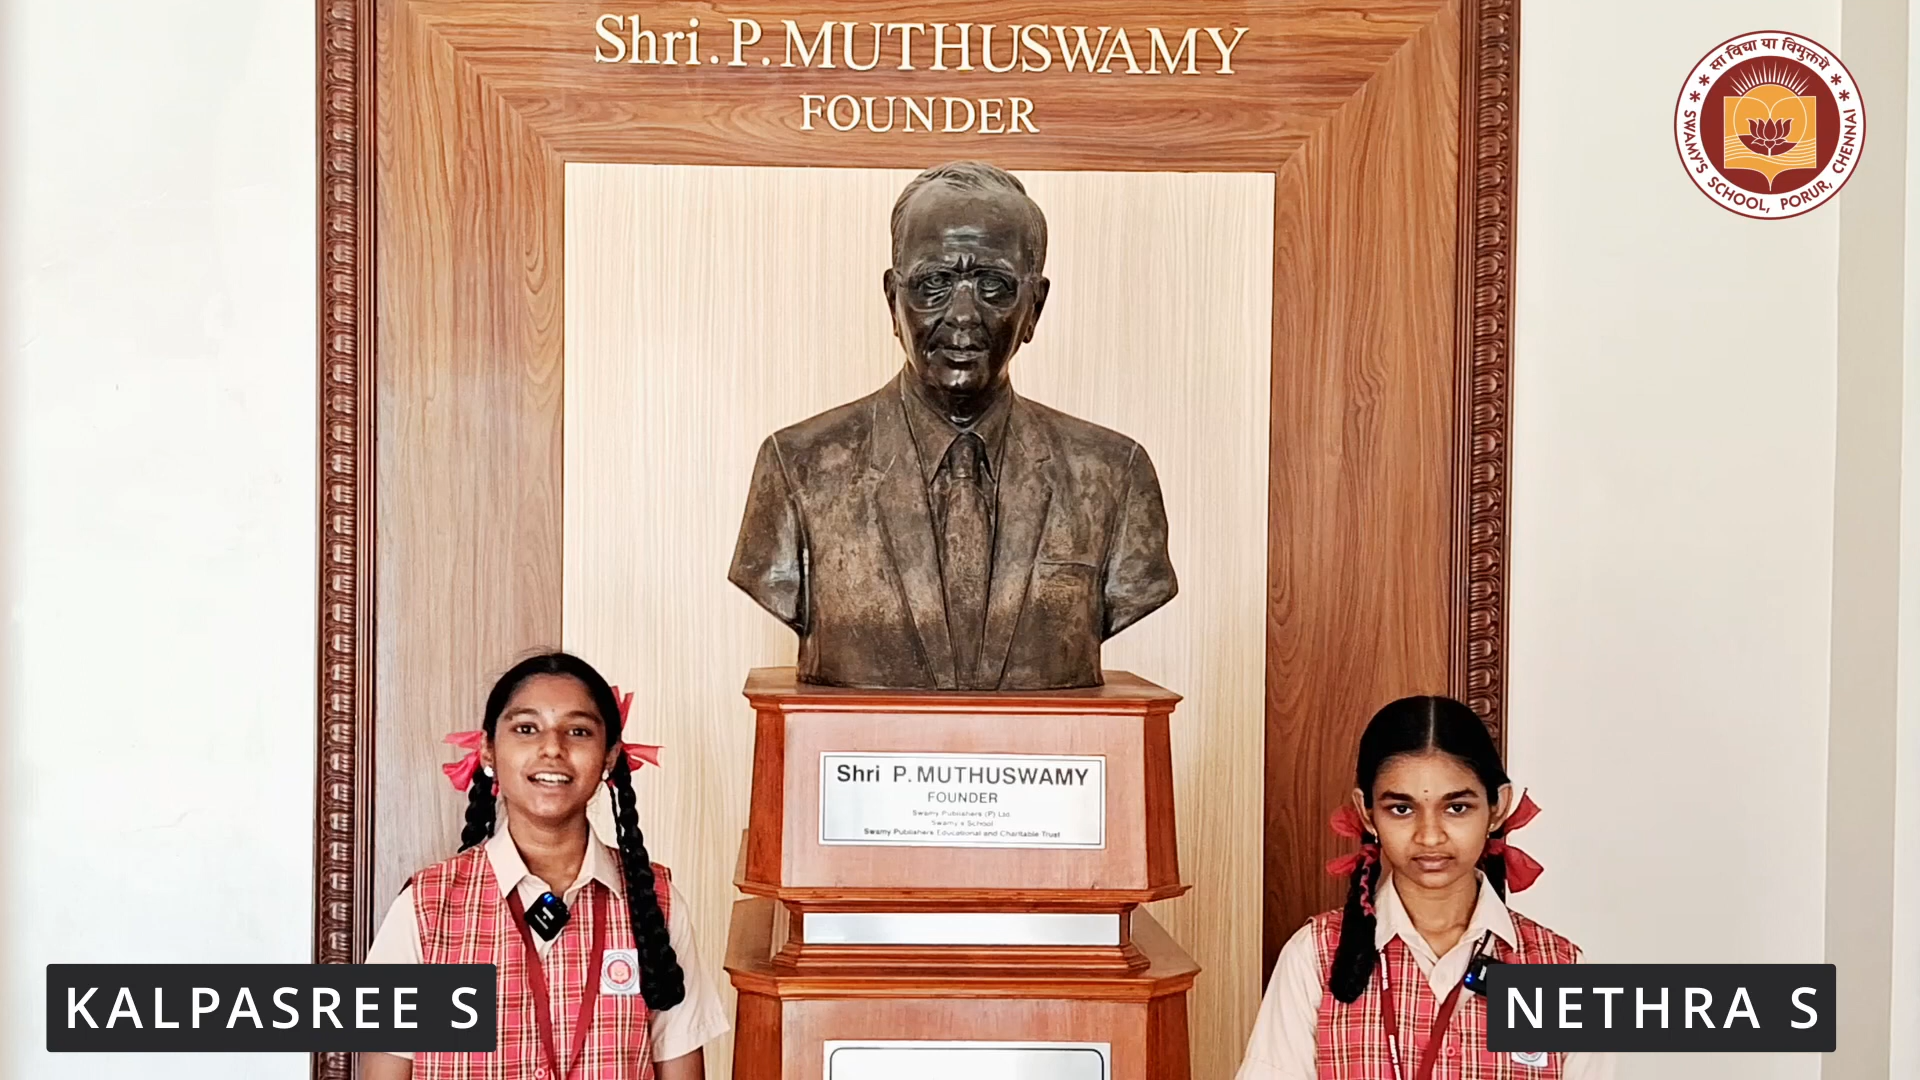 Shri.P.MUTHUSWAMY
FOUNDER
सा विद्या या विमुक्तये
SWAMY'S SCHOOL, PORUR, CHENNAI
Shri P. MUTHUSWAMY
FOUNDER
Swamy Publishers (P) Ltd
Swamy's School
Swamy Publishers Educational and Charitable Trust
KALPASREE S
NETHRA S